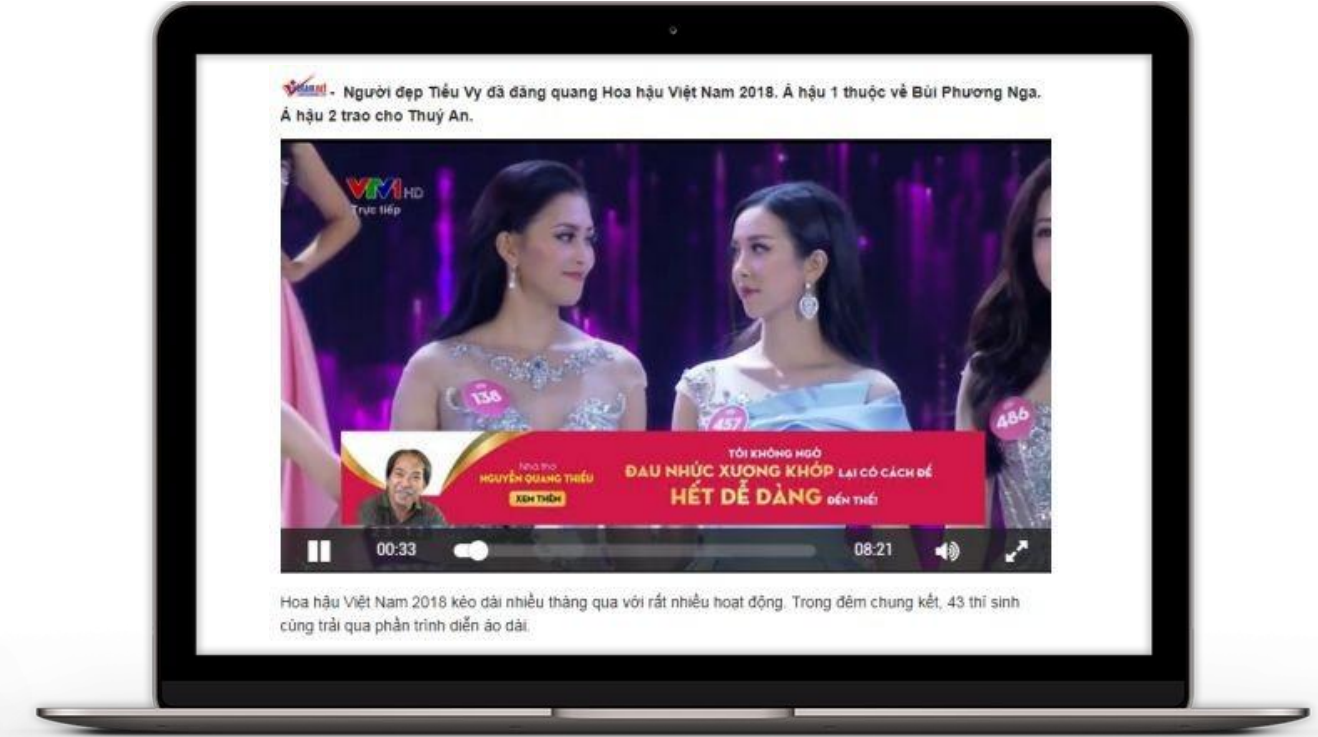 - Người đẹp Tiểu Vy đã đăng quang Hoa hậu Việt Nam 2018. Á hậu 1 thuộc về Bùi Phương Nga.
Á hậu 2 trao cho Thuý An.
VTV1 HD
Trực tiếp
138
457
486
Nhà thơ
NGUYỄN QUANG THIỀU
XEM THÊM
TÔI KHÔNG NGỜ
ĐAU NHỨC XƯƠNG KHỚP LẠI CÓ CÁCH ĐỂ
HẾT DỄ DÀNG ĐẾN THẾ!
00:33
08:21
Hoa hậu Việt Nam 2018 kéo dài nhiều tháng qua với rất nhiều hoạt động. Trong đêm chung kết, 43 thí sinh
cùng trải qua phần trình diễn áo dài.